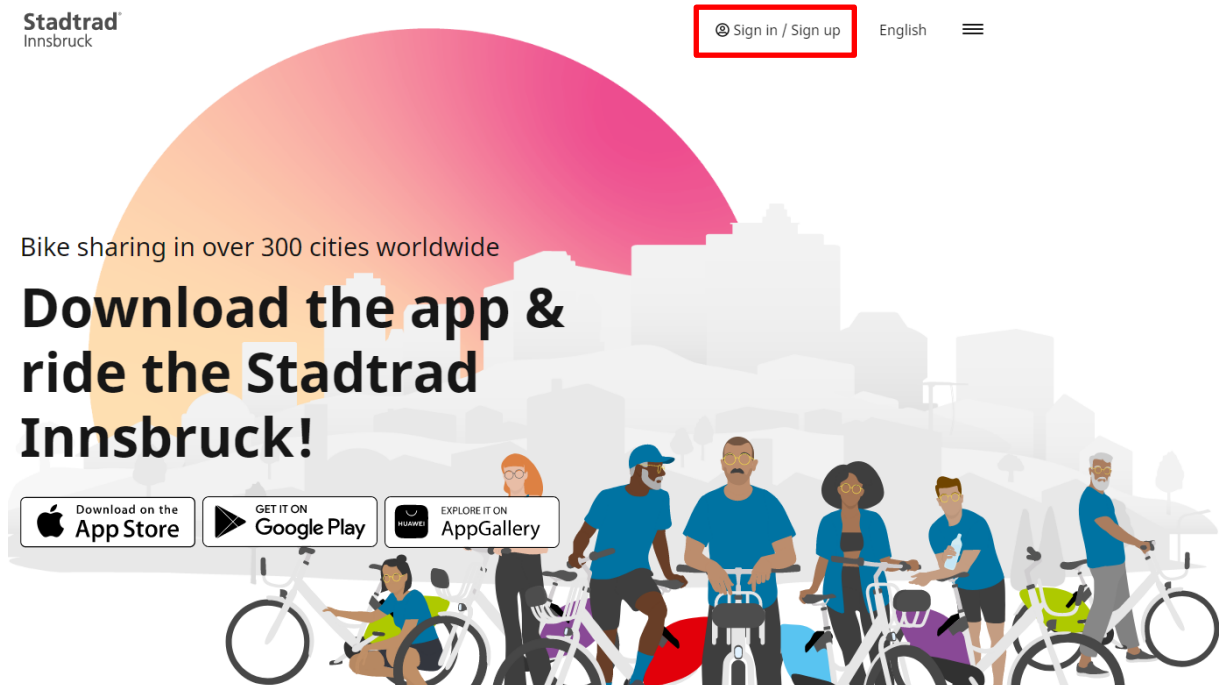 Stadtrad°
Innsbruck
Sign in / Sign up
English
Bike sharing in over 300 cities worldwide
Download the app &
ride the Stadtrad
Innsbruck!
Download on the
App Store
GET IT ON
Google Play
HUAWEI
EXPLORE IT ON
AppGallery